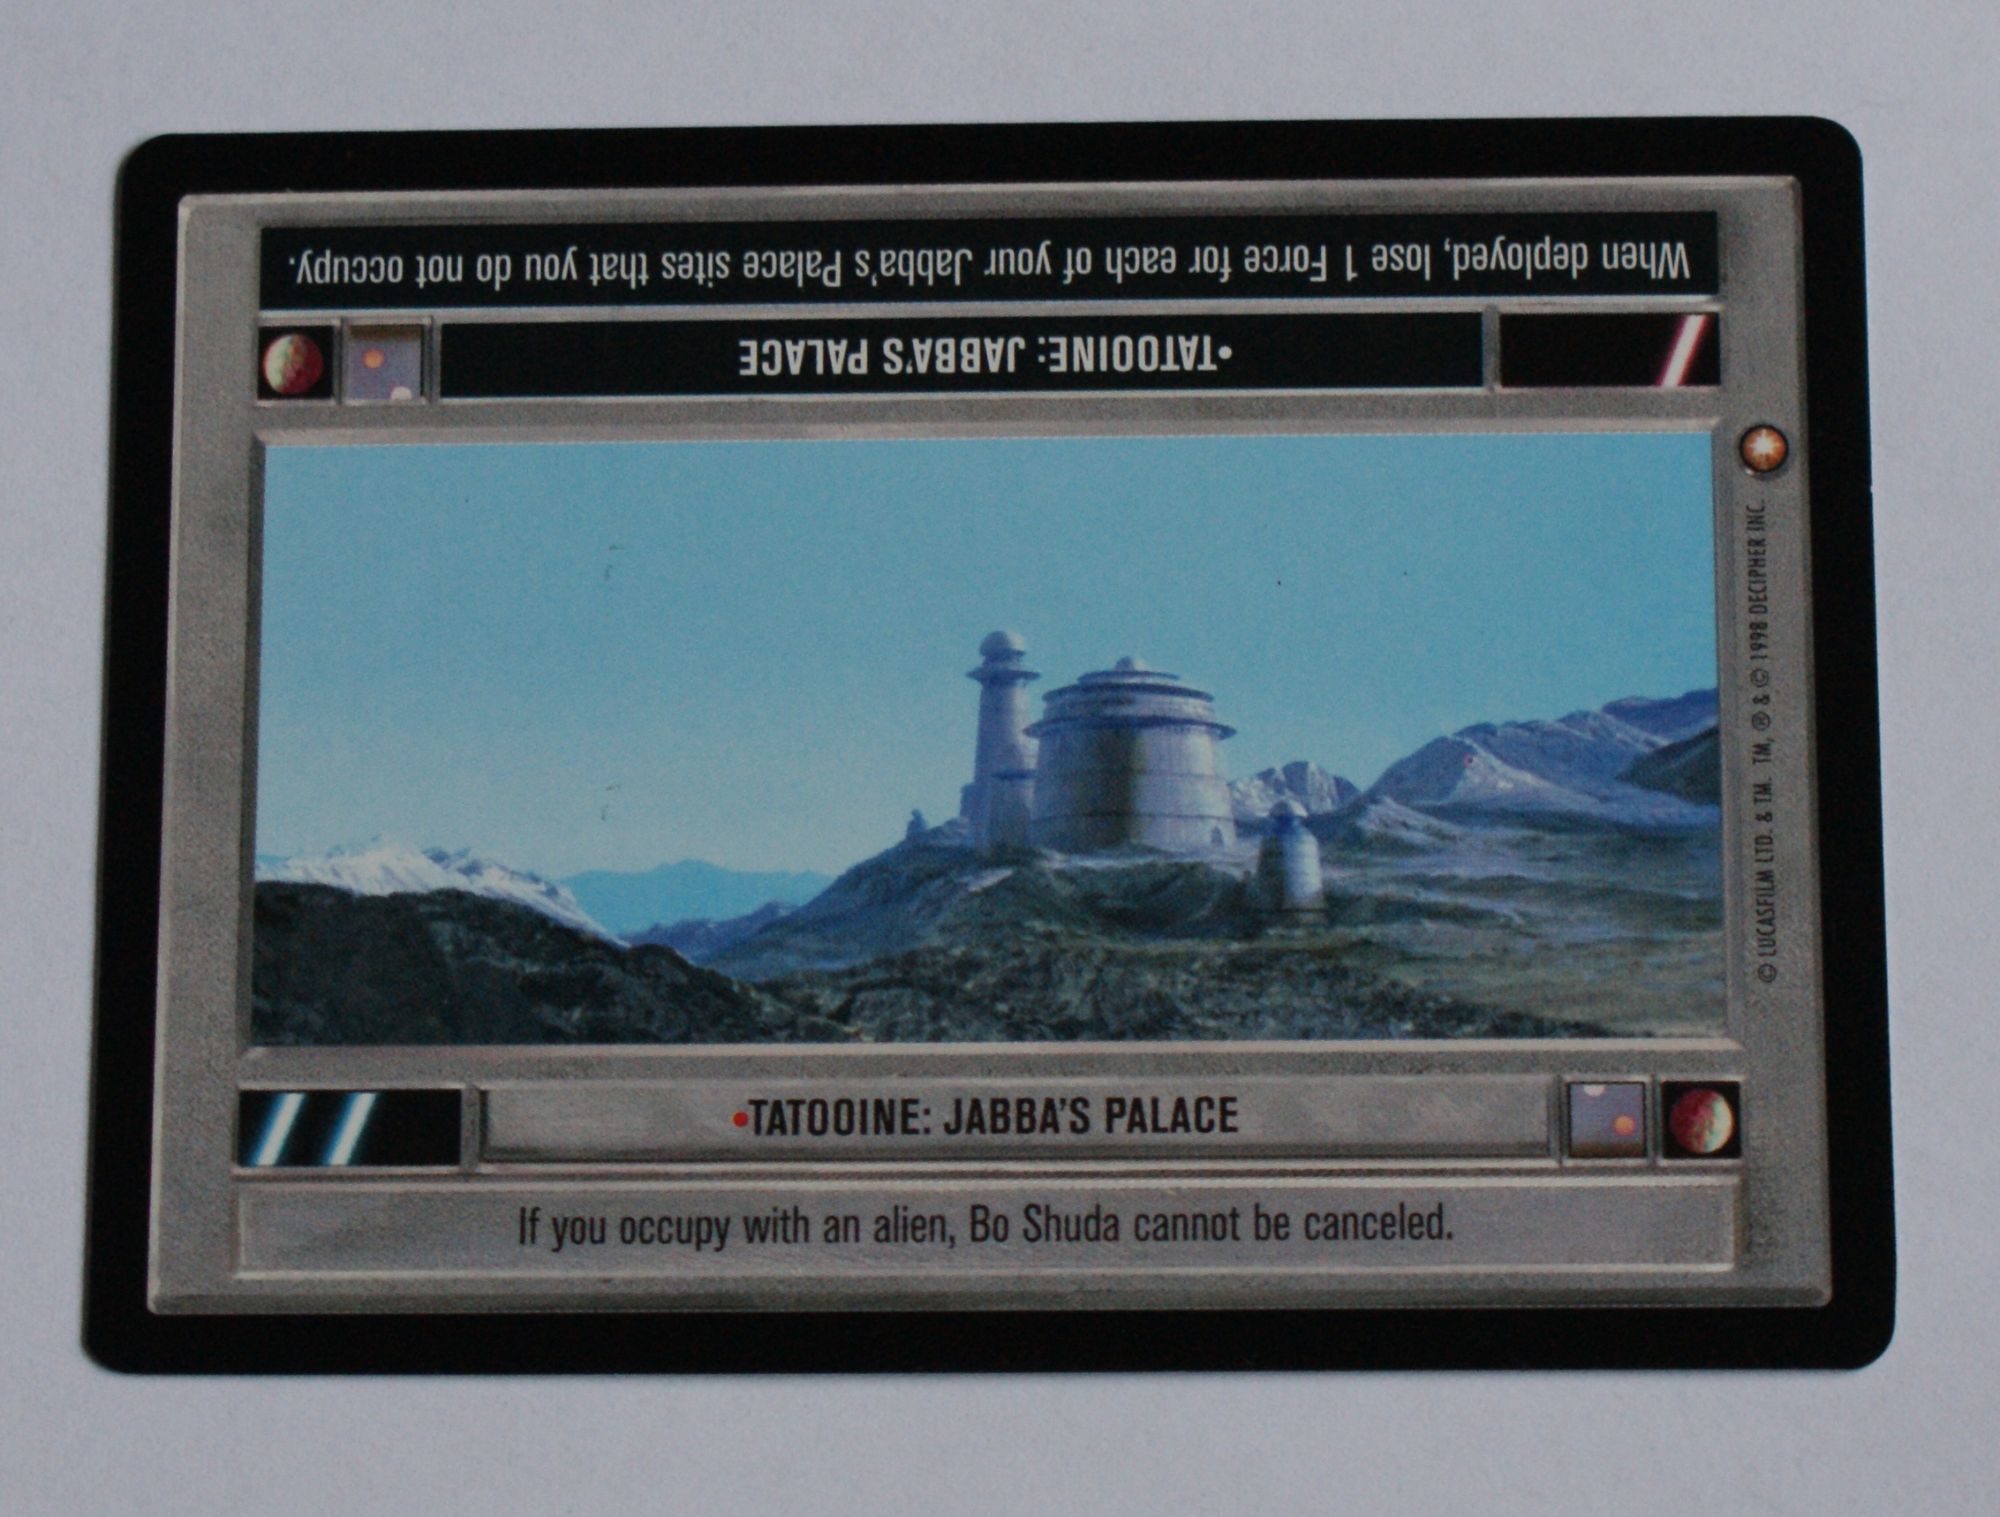 When deployed, lose 1 Force for each of your Jabba's Palace sites that you do not occupy.
•TATOOINE: JABBA'S PALACE
© LUCASFILM LTD. & TM. TM, ® & © 1998 DECIPHER INC.
•TATOOINE: JABBA'S PALACE
If you occupy with an alien, Bo Shuda cannot be canceled.